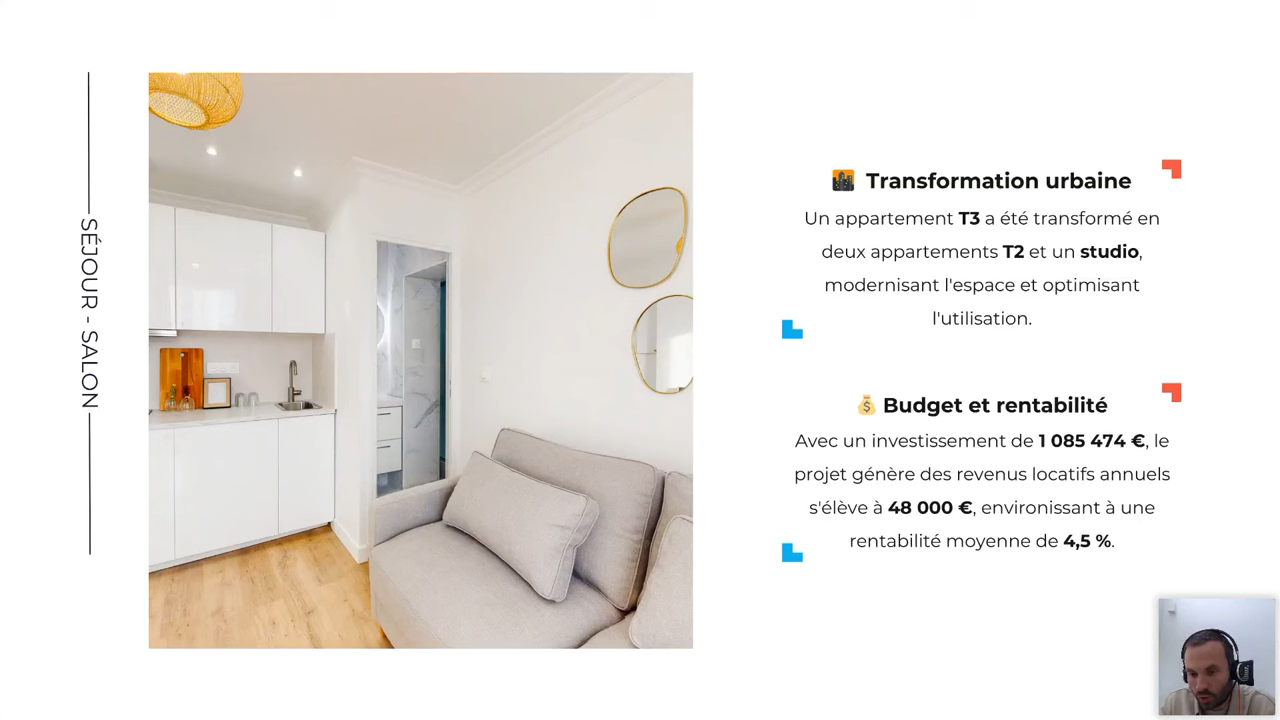 SÉJOUR - SALON
Transformation urbaine
Un appartement T3 a été transformé en
deux appartements T2 et un studio,
modernisant l'espace et optimisant
l'utilisation.
Budget et rentabilité
Avec un investissement de 1 085 474 €, le
projet génère des revenus locatifs annuels
s'élève à 48 000 €, environissant à une
rentabilité moyenne de 4,5 %.